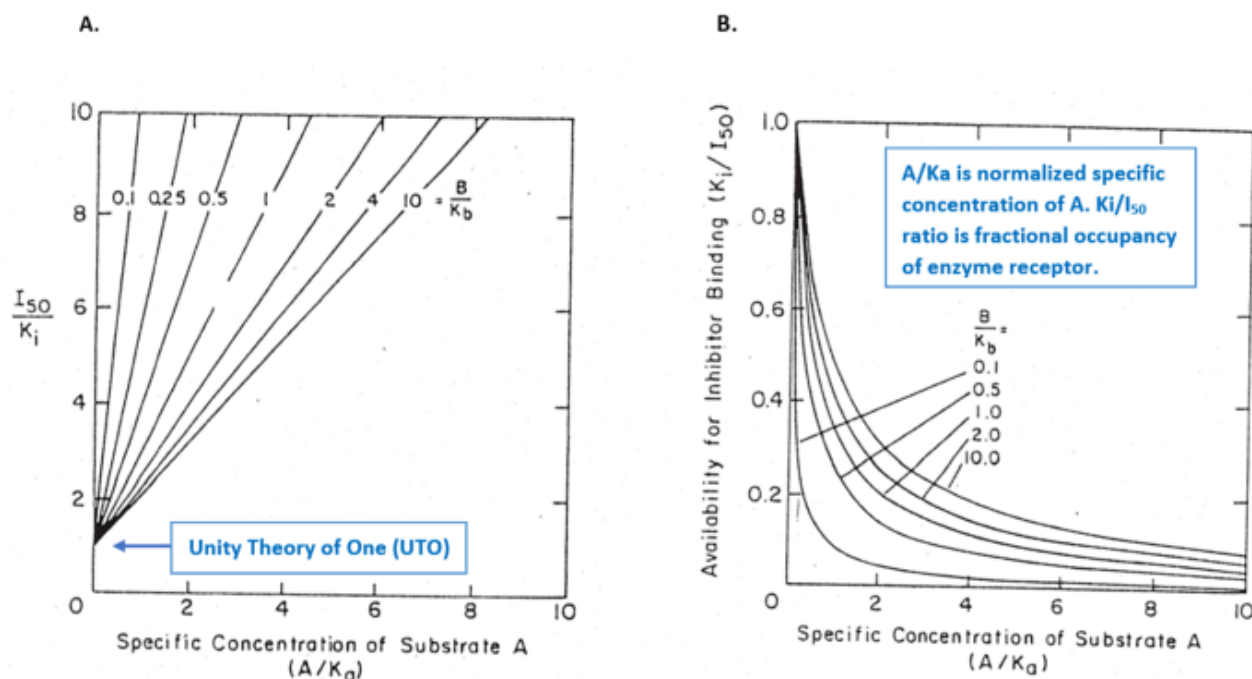 A.
10
8
6
4
2
0
I50
Ki
0.1 0.25 0.5 1 2 4 10 = B
Kb
Unity Theory of One (UTO)
2 4 6 8 10
Specific Concentration of Substrate A
(A/Ka)
B.
Availability for Inhibitor Binding (Ki/I50)
1.0
0.8
0.6
0.4
0.2
A/Ka is normalized specific
concentration of A. Ki/I50
ratio is fractional occupancy
of enzyme receptor.
B
Kb =
0.1
0.5
1.0
2.0
10.0
0 2 4 6 8 10
Specific Concentration of Substrate A
(A/Ka)